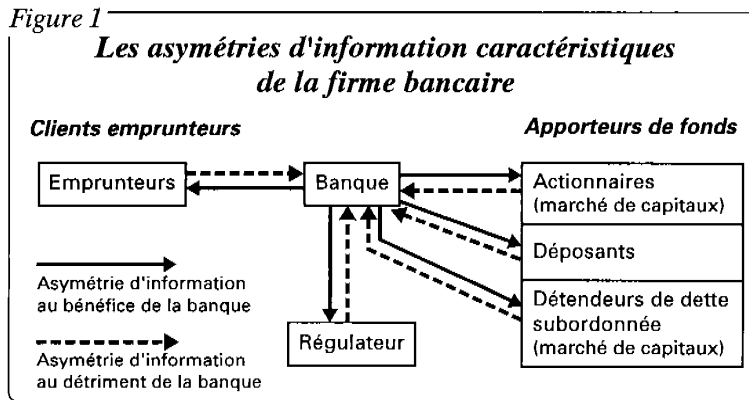 Figure 1
Les asymétries d'information caractéristiques
de la firme bancaire
Clients emprunteurs
Apporteurs de fonds
Emprunteurs
Banque
Actionnaires
(marché de capitaux)
Déposants
Détendeurs de dette
subordonnée
(marché de capitaux)
Régulateur
Asymétrie d'information
au bénéfice de la banque
Asymétrie d'information
au détriment de la banque